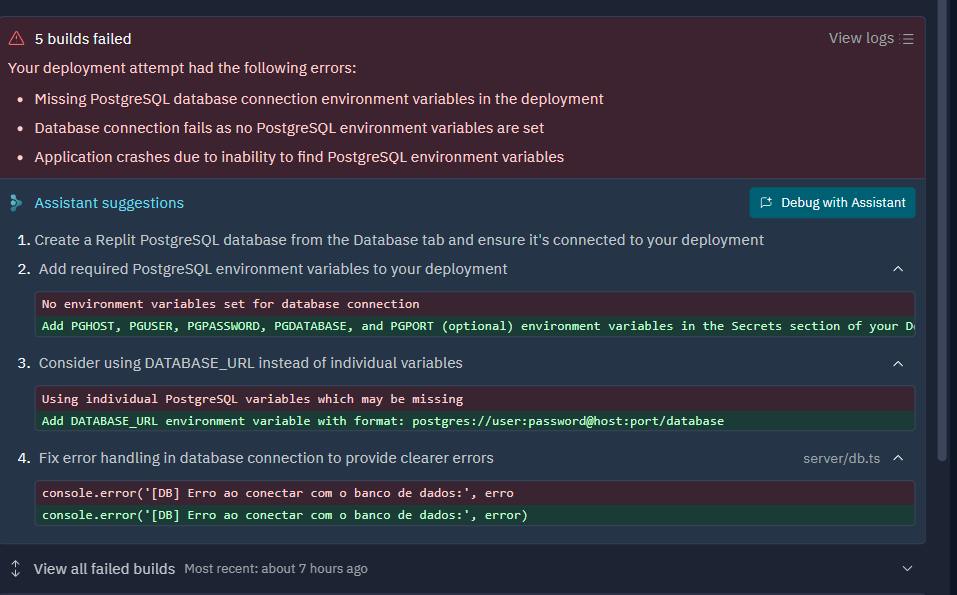 5 builds failed
View logs
Your deployment attempt had the following errors:
• Missing PostgreSQL database connection environment variables in the deployment
• Database connection fails as no PostgreSQL environment variables are set
• Application crashes due to inability to find PostgreSQL environment variables
Assistant suggestions
Debug with Assistant
1. Create a Replit PostgreSQL database from the Database tab and ensure it's connected to your deployment
2. Add required PostgreSQL environment variables to your deployment
No environment variables set for database connection
Add PGHOST, PGUSER, PGPASSWORD, PGDATABASE, and PGPORT (optional) environment variables in the Secrets section of your
3. Consider using DATABASE_URL instead of individual variables
Using individual PostgreSQL variables which may be missing
Add DATABASE_URL environment variable with format: postgres://user:password@host:port/database
4. Fix error handling in database connection to provide clearer errors
server/db.ts
console.error('[DB] Erro ao conectar com o banco de dados:', erro
console.error('[DB] Erro ao conectar com o banco de dados:', error)
View all failed builds
Most recent: about 7 hours ago